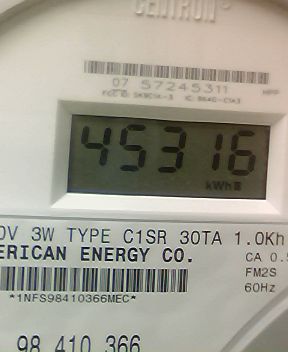 CENTRON
07 57245311
45316
kWh
0V 3W TYPE C1SR 30TA 1.0Kh
ERICAN ENERGY CO.
CA 0.5
FM2S
60Hz
*1NFS98410366MEC*
98 410 366